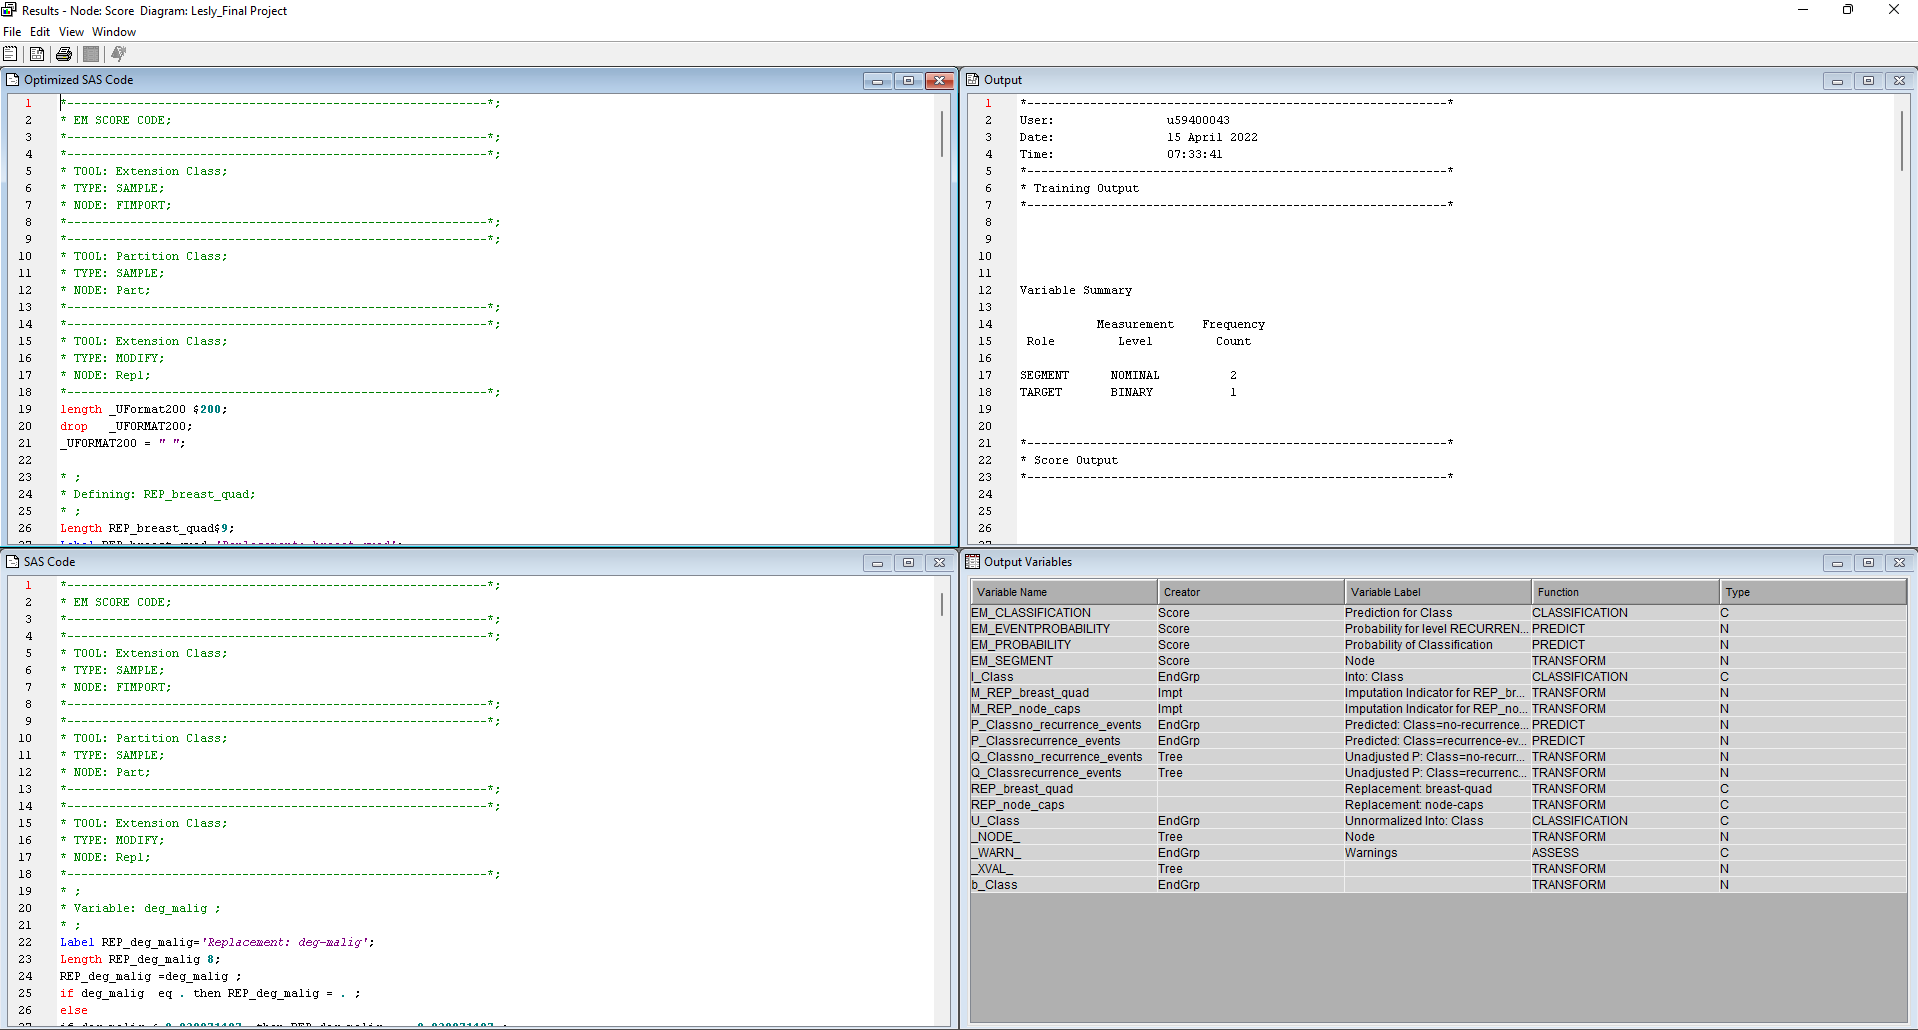 Results - Node: Score  Diagram: Lesly_Final Project
File Edit View Window
Optimized SAS Code
1 *------------------------------------------------------------*;
2 * EM SCORE CODE;
3 *------------------------------------------------------------*;
4 *------------------------------------------------------------*;
5 * TOOL: Extension Class;
6 * TYPE: SAMPLE;
7 * NODE: FIMPORT;
8 *------------------------------------------------------------*;
9 *------------------------------------------------------------*;
10 * TOOL: Partition Class;
11 * TYPE: SAMPLE;
12 * NODE: Part;
13 *------------------------------------------------------------*;
14 *------------------------------------------------------------*;
15 * TOOL: Extension Class;
16 * TYPE: MODIFY;
17 * NODE: Repl;
18 *------------------------------------------------------------*;
19 length _UFormat200 $200;
20 drop   _UFORMAT200;
21 _UFORMAT200 = " ";
22
23 * ;
24 * Defining: REP_breast_quad;
25 * ;
26 Length REP_breast_quad$9;
27 Label REP_breast_quad='Replacement: breast-quad';
Output
1 *------------------------------------------------------------*
2 User:                u59400043
3 Date:                15 April 2022
4 Time:                07:33:41
5 *------------------------------------------------------------*
6 * Training Output
7 *------------------------------------------------------------*
8
9
10
11
12 Variable Summary
13
14            Measurement    Frequency
15  Role         Level         Count
16
17 SEGMENT      NOMINAL          2
18 TARGET       BINARY           1
19
20
21 *------------------------------------------------------------*
22 * Score Output
23 *------------------------------------------------------------*
24
25
26
27
SAS Code
1 *------------------------------------------------------------*;
2 * EM SCORE CODE;
3 *------------------------------------------------------------*;
4 *------------------------------------------------------------*;
5 * TOOL: Extension Class;
6 * TYPE: SAMPLE;
7 * NODE: FIMPORT;
8 *------------------------------------------------------------*;
9 *------------------------------------------------------------*;
10 * TOOL: Partition Class;
11 * TYPE: SAMPLE;
12 * NODE: Part;
13 *------------------------------------------------------------*;
14 *------------------------------------------------------------*;
15 * TOOL: Extension Class;
16 * TYPE: MODIFY;
17 * NODE: Repl;
18 *------------------------------------------------------------*;
19 * ;
20 * Variable: deg_malig ;
21 * ;
22 Label REP_deg_malig='Replacement: deg-malig';
23 Length REP_deg_malig 8;
24 REP_deg_malig =deg_malig ;
25 if deg_malig  eq . then REP_deg_malig = . ;
26 else
27
Output Variables
Variable Name Creator Variable Label Function Type
EM_CLASSIFICATION Score Prediction for Class CLASSIFICATION C
EM_EVENTPROBABILITY Score Probability for level RECURREN... PREDICT N
EM_PROBABILITY Score Probability of Classification PREDICT N
EM_SEGMENT Score Node TRANSFORM N
I_Class EndGrp Into: Class CLASSIFICATION C
M_REP_breast_quad Impt Imputation Indicator for REP_br... TRANSFORM N
M_REP_node_caps Impt Imputation Indicator for REP_no... TRANSFORM N
P_Classno_recurrence_events EndGrp Predicted: Class=no-recurrence... PREDICT N
P_Classrecurrence_events EndGrp Predicted: Class=recurrence-ev... PREDICT N
Q_Classno_recurrence_events Tree Unadjusted P: Class=no-recurr... TRANSFORM N
Q_Classrecurrence_events Tree Unadjusted P: Class=recurrenc... TRANSFORM N
REP_breast_quad Replacement: breast-quad TRANSFORM C
REP_node_caps Replacement: node-caps TRANSFORM C
U_Class EndGrp Unnormalized Into: Class CLASSIFICATION C
_NODE_ Tree Node TRANSFORM N
_WARN_ EndGrp Warnings ASSESS C
_XVAL_ Tree TRANSFORM N
b_Class EndGrp TRANSFORM N